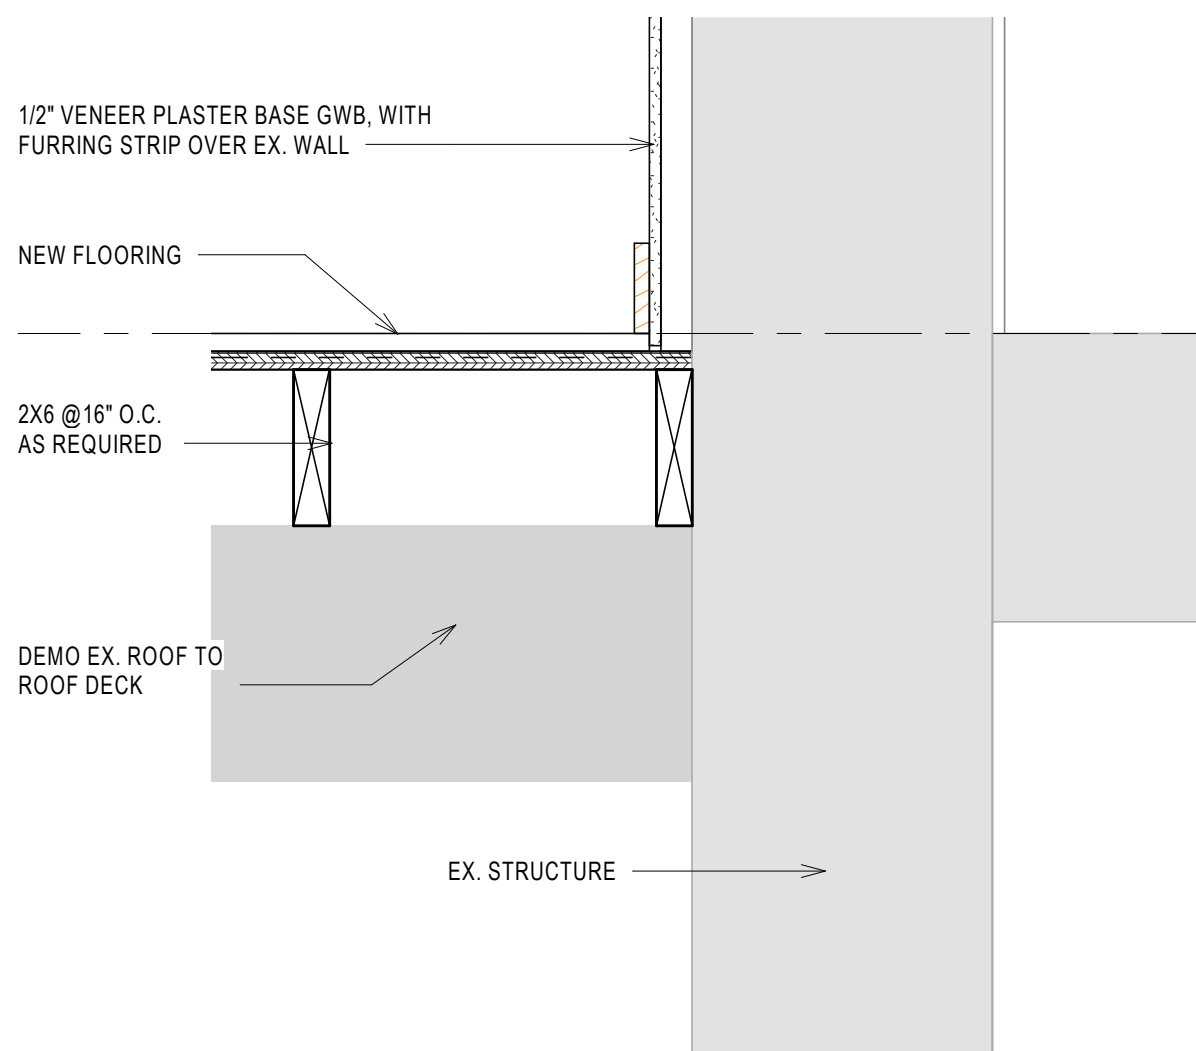 1/2" VENEER PLASTER BASE GWB, WITH
FURRING STRIP OVER EX. WALL
NEW FLOORING
2X6 @16" O.C.
AS REQUIRED
DEMO EX. ROOF TO
ROOF DECK
EX. STRUCTURE